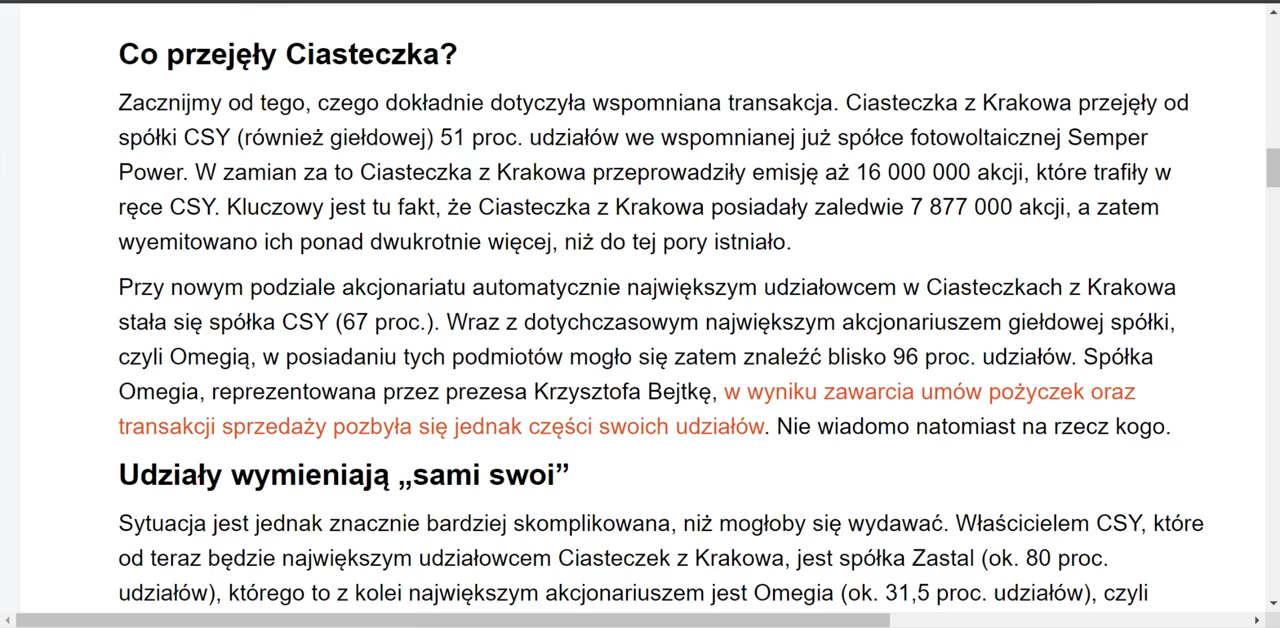 Co przejęły Ciasteczka?
Zacznijmy od tego, czego dokładnie dotyczyła wspomniana transakcja. Ciasteczka z Krakowa przejęły od
spółki CSY (również giełdowej) 51 proc. udziałów we wspomnianej już spółce fotowoltaicznej Semper
Power. W zamian za to Ciasteczka z Krakowa przeprowadziły emisję aż 16 000 000 akcji, które trafiły w
ręce CSY. Kluczowy jest tu fakt, że Ciasteczka z Krakowa posiadały zaledwie 7 877 000 akcji, a zatem
wyemitowano ich ponad dwukrotnie więcej, niż do tej pory istniało.
Przy nowym podziale akcjonariatu automatycznie największym udziałowcem w Ciasteczkach z Krakowa
stała się spółka CSY (67 proc.). Wraz z dotychczasowym największym akcjonariuszem giełdowej spółki,
czyli Omegią, w posiadaniu tych podmiotów mogło się zatem znaleźć blisko 96 proc. udziałów. Spółka
Omegia, reprezentowana przez prezesa Krzysztofa Bejtkę, w wyniku zawarcia umów pożyczek oraz
transakcji sprzedaży pozbyła się jednak części swoich udziałów. Nie wiadomo natomiast na rzecz kogo.
Udziały wymieniają „sami swoi”
Sytuacja jest jednak znacznie bardziej skomplikowana, niż mogłoby się wydawać. Właścicielem CSY, które
od teraz będzie największym udziałowcem Ciasteczek z Krakowa, jest spółka Zastal (ok. 80 proc.
udziałów), którego to z kolei największym akcjonariuszem jest Omegia (ok. 31,5 proc. udziałów), czyli